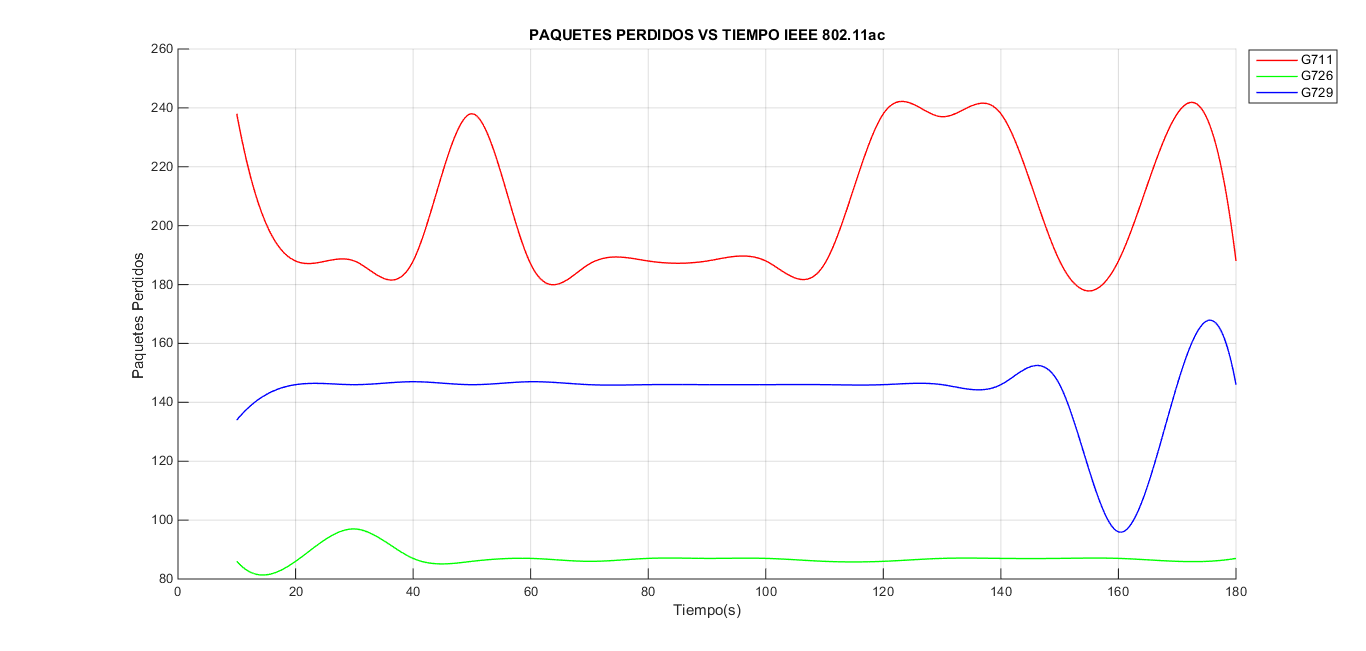 PAQUETES PERDIDOS VS TIEMPO IEEE 802.11ac
G711
G726
G729
Paquetes Perdidos
260
240
220
200
180
160
140
120
100
80
0 20 40 60 80 100 120 140 160 180
Tiempo(s)